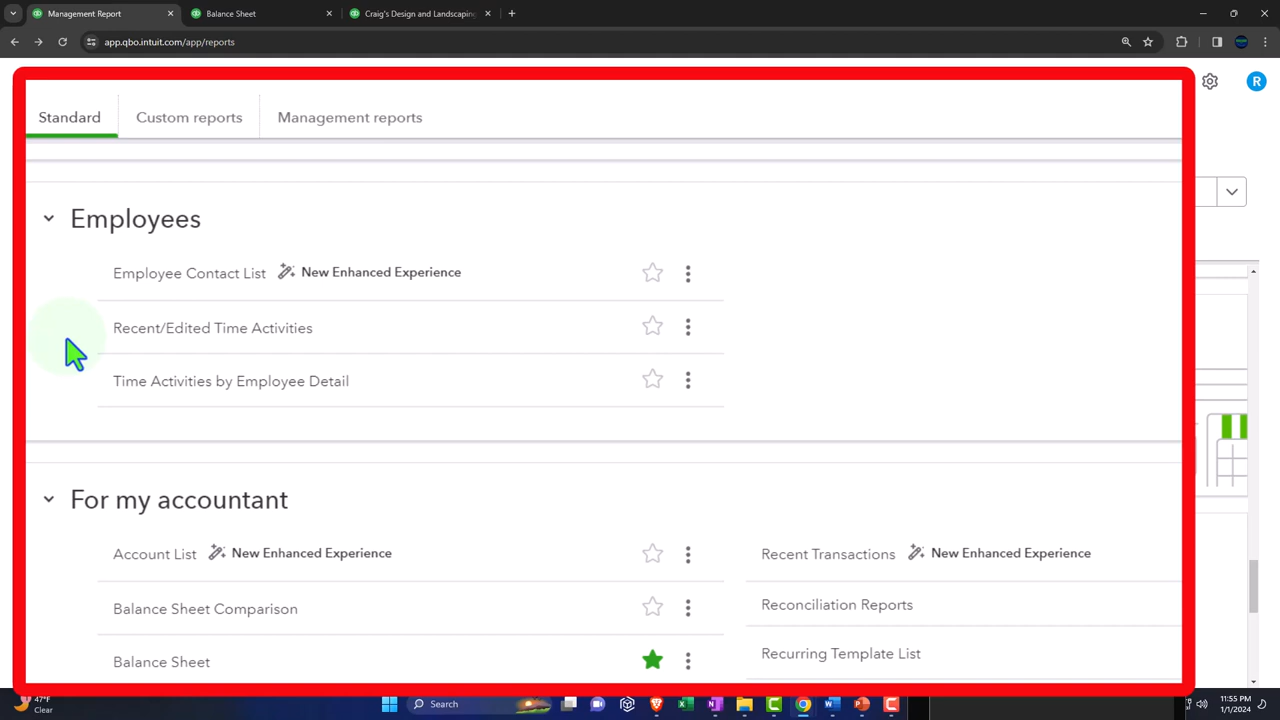 Management Report
Balance Sheet
Craig's Design and Landscaping
app.qbo.intuit.com/app/reports
R
Standard
Custom reports
Management reports
Employees
Employee Contact List New Enhanced Experience
Recent/Edited Time Activities
Time Activities by Employee Detail
For my accountant
Account List New Enhanced Experience
Recent Transactions New Enhanced Experience
Balance Sheet Comparison
Reconciliation Reports
Balance Sheet
Recurring Template List
47°F
Clear
Search
11:55 PM
1/1/2024